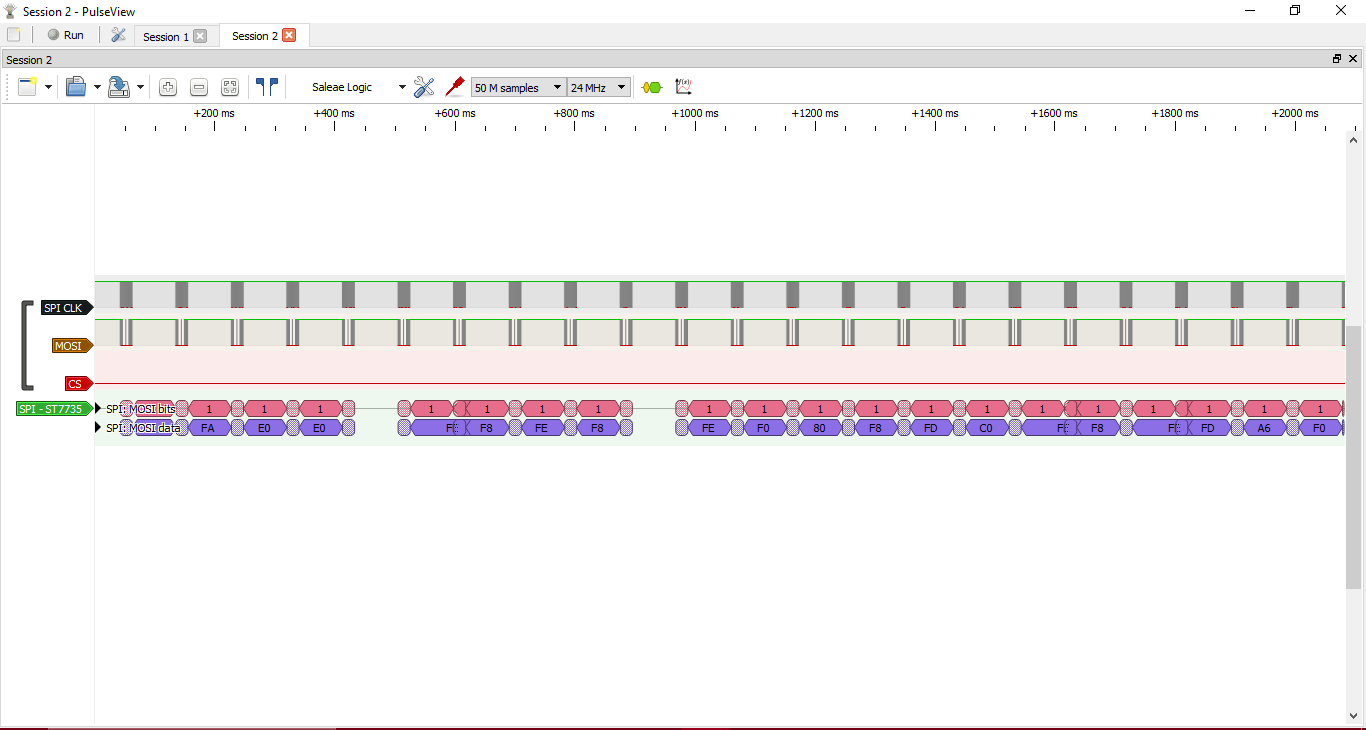 Session 2 - PulseView
Run Session 1 Session 2
Session 2
Saleae Logic 50 M samples 24 MHz f(x)
+200 ms +400 ms +600 ms +800 ms +1000 ms +1200 ms +1400 ms +1600 ms +1800 ms +2000 ms
SPI CLK
MOSI
CS
SPI - ST7735 SPI: MOSI bits 1 1 1 1 1 1 1 1 1 1 1 1 1 1 1 1 1 1 1
SPI: MOSI data FA E0 E0 F8 FE F8 FE F0 80 F8 FD C0 F8 FD A6 F0